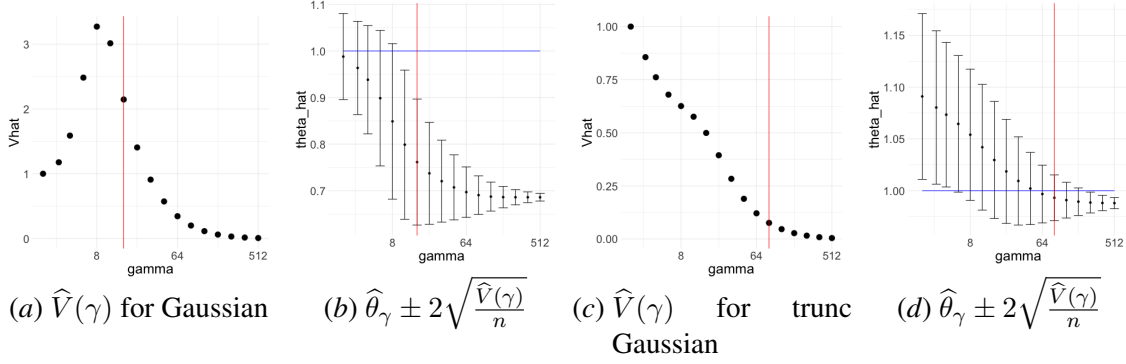 3
2
1
0
Vhat
8
64
512
gamma
1.1
1.0
0.9
0.8
0.7
theta_hat
8
64
512
gamma
1.00
0.75
0.50
0.25
0.00
Vhat
8
64
512
gamma
1.15
1.10
1.05
1.00
theta_hat
8
64
512
gamma
(a) V̂(γ) for Gaussian
(b) θ̂_γ ± 2√(V̂(γ)/n)
(c) V̂(γ) for trunc
Gaussian
(d) θ̂_γ ± 2√(V̂(γ)/n)